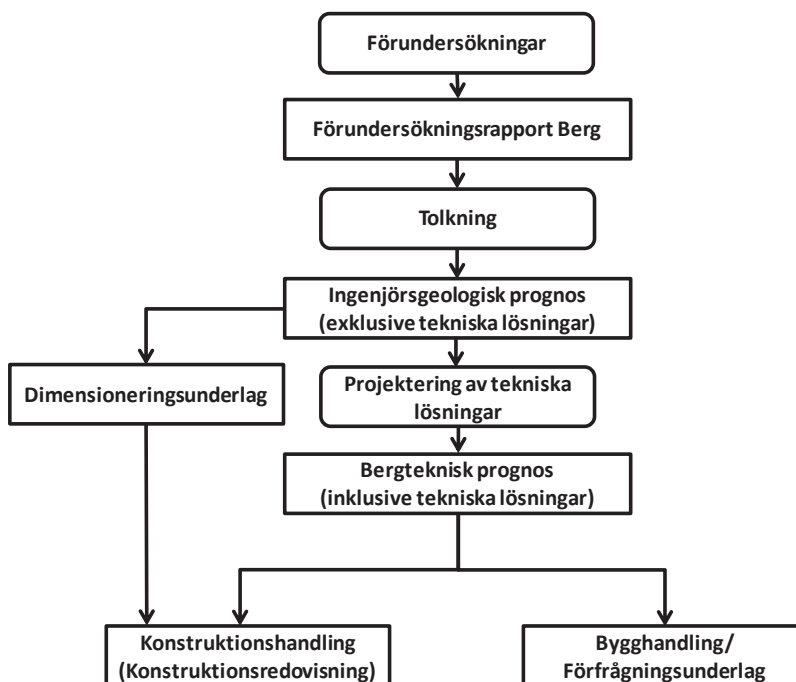 Förundersökningar
Förundersökningsrapport Berg
Tolkning
Ingenjörsgeologisk prognos
(exklusive tekniska lösningar)
Dimensioneringsunderlag
Projektering av tekniska
lösningar
Bergteknisk prognos
(inklusive tekniska lösningar)
Konstruktionshandling
(Konstruktionsredovisning)
Bygghandling/
Förfrågningsunderlag